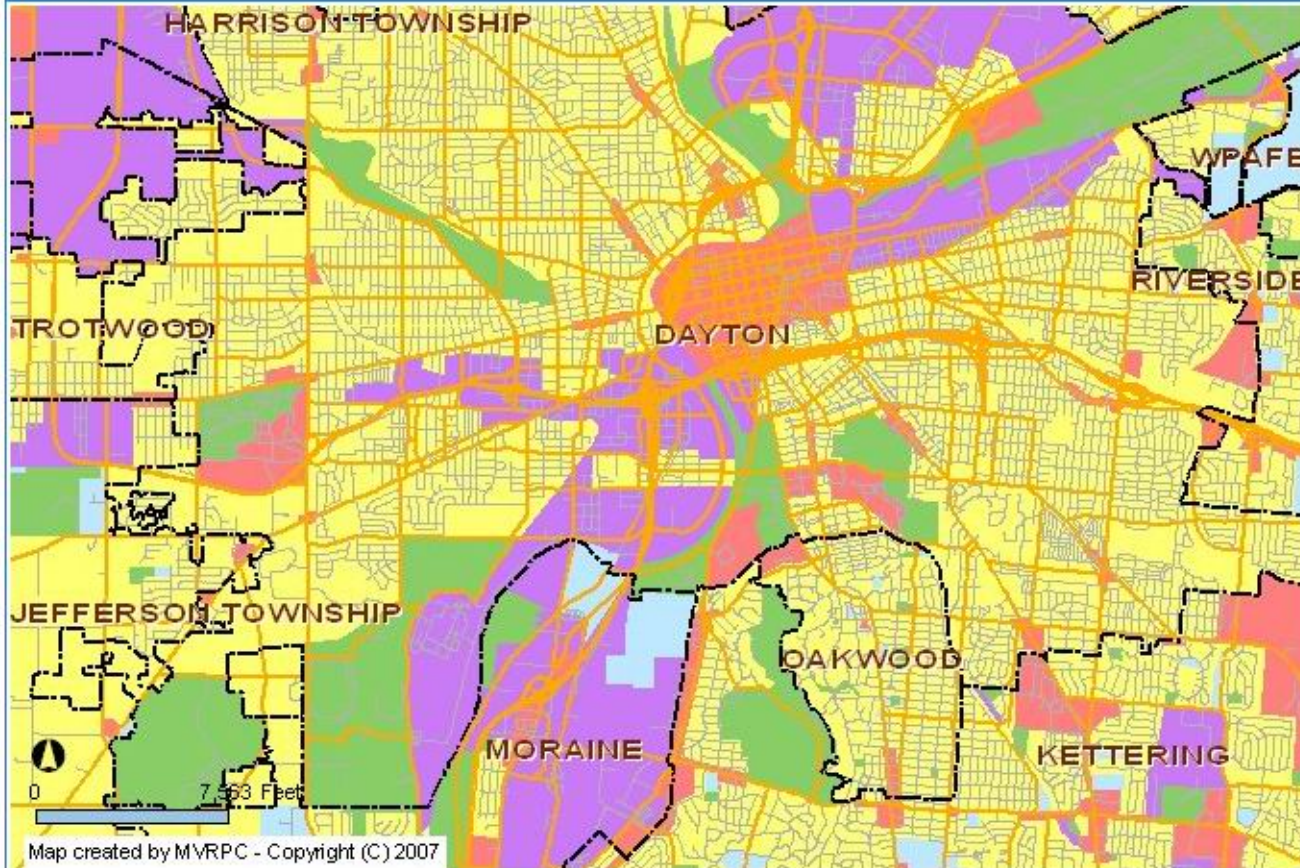 HARRISON TOWNSHIP
WPAFB
RIVERSIDE
TROTWOOD
DAYTON
JEFFERSON TOWNSHIP
OAKWOOD
MORAINE
KETTERING
0 7,553 Feet
Map created by MVRPC - Copyright (C) 2007